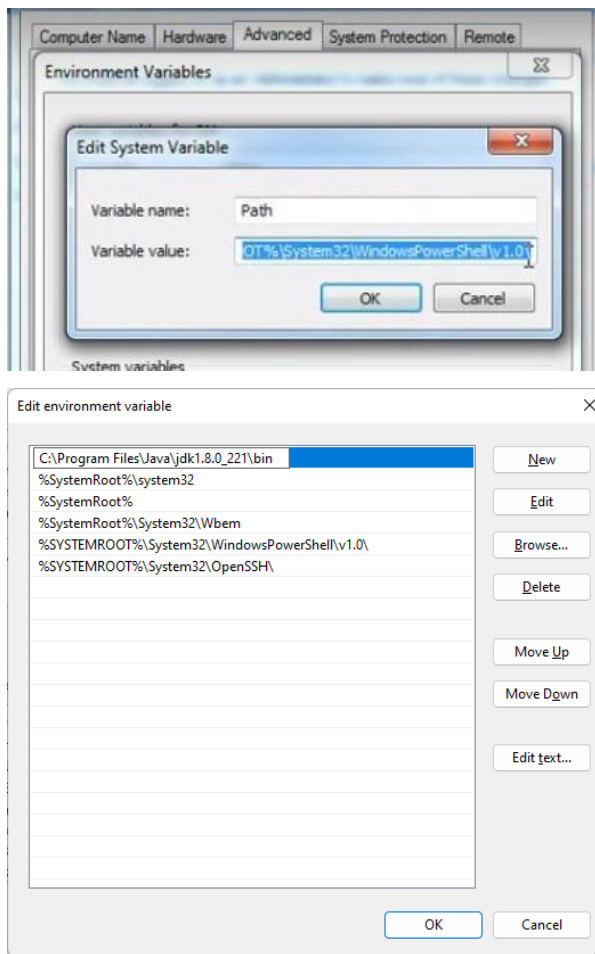 Computer Name Hardware Advanced System Protection Remote
Environment Variables
Edit System Variable
Variable name: Path
Variable value: OT%\System32\WindowsPowerShell\v1.0\
OK Cancel
System variables
Edit environment variable
C:\Program Files\Java\jdk1.8.0_221\bin
%SystemRoot%\system32
%SystemRoot%
%SystemRoot%\System32\Wbem
%SYSTEMROOT%\System32\WindowsPowerShell\v1.0\
%SYSTEMROOT%\System32\OpenSSH\
New
Edit
Browse...
Delete
Move Up
Move Down
Edit text...
OK Cancel